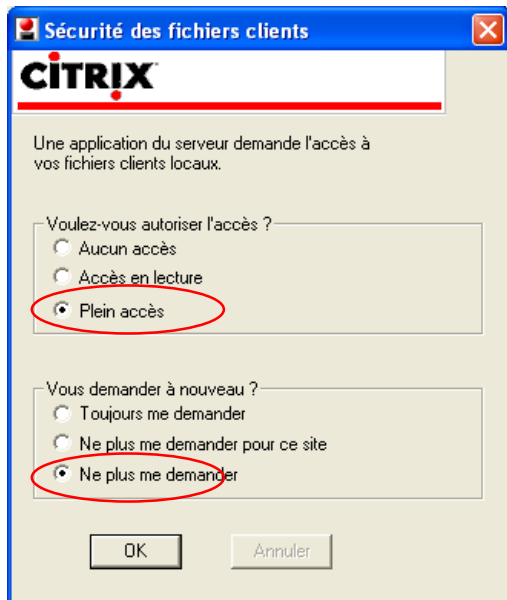 Sécurité des fichiers clients
CİTRIX
Une application du serveur demande l'accès à
vos fichiers clients locaux.
Voulez-vous autoriser l'accès ?
Aucun accès
Accès en lecture
Plein accès
Vous demander à nouveau ?
Toujours me demander
Ne plus me demander pour ce site
Ne plus me demander
OK
Annuler